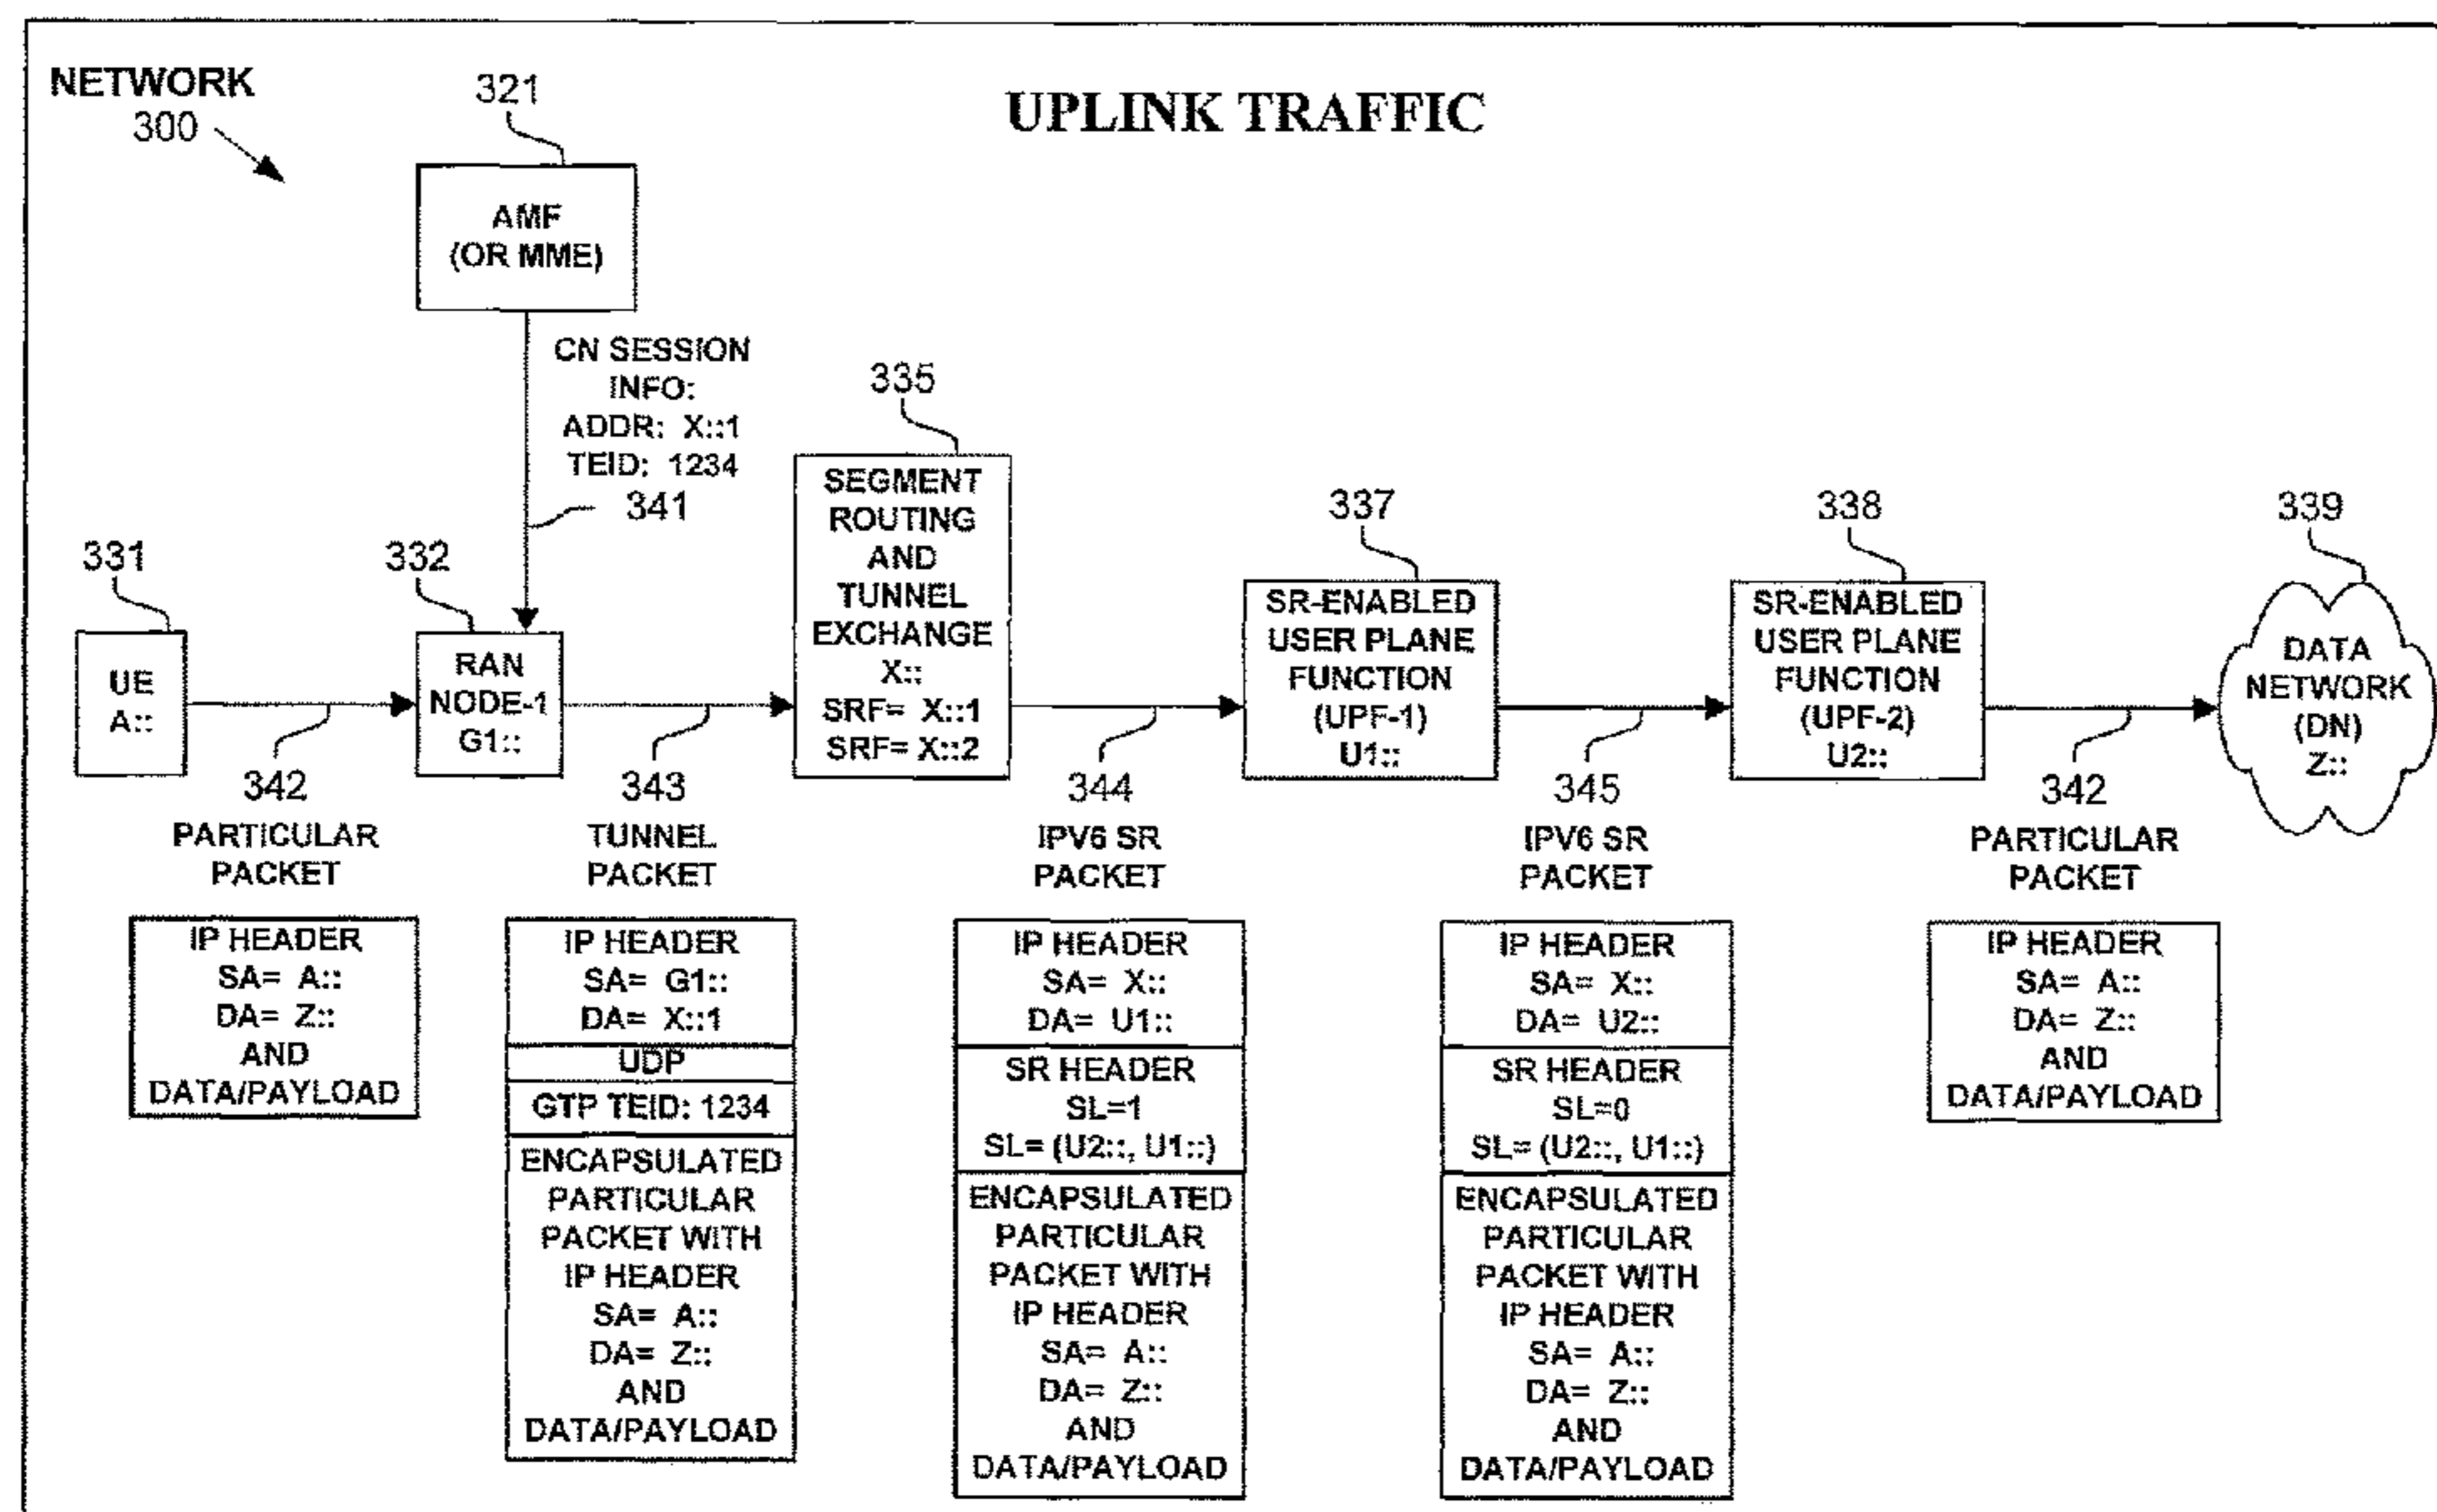 NETWORK
300
UPLINK TRAFFIC
321
AMF
(OR MME)
CN SESSION
INFO:
ADDR: X::1
TEID: 1234
341
331
UE
A::
332
RAN
NODE-1
G1::
335
SEGMENT
ROUTING
AND
TUNNEL
EXCHANGE
X::
SRF= X::1
SRF= X::2
337
SR-ENABLED
USER PLANE
FUNCTION
(UPF-1)
U1::
338
SR-ENABLED
USER PLANE
FUNCTION
(UPF-2)
U2::
339
DATA
NETWORK
(DN)
Z::
342
PARTICULAR
PACKET
IP HEADER
SA= A::
DA= Z::
AND
DATA/PAYLOAD
343
TUNNEL
PACKET
IP HEADER
SA= G1::
DA= X::1
UDP
GTP TEID: 1234
ENCAPSULATED
PARTICULAR
PACKET WITH
IP HEADER
SA= A::
DA= Z::
AND
DATA/PAYLOAD
344
IPV6 SR
PACKET
IP HEADER
SA= X::
DA= U1::
SR HEADER
SL=1
SL= (U2::, U1::)
ENCAPSULATED
PARTICULAR
PACKET WITH
IP HEADER
SA= A::
DA= Z::
AND
DATA/PAYLOAD
345
IPV6 SR
PACKET
IP HEADER
SA= X::
DA= U2::
SR HEADER
SL=0
SL= (U2::, U1::)
ENCAPSULATED
PARTICULAR
PACKET WITH
IP HEADER
SA= A::
DA= Z::
AND
DATA/PAYLOAD
342
PARTICULAR
PACKET
IP HEADER
SA= A::
DA= Z::
AND
DATA/PAYLOAD